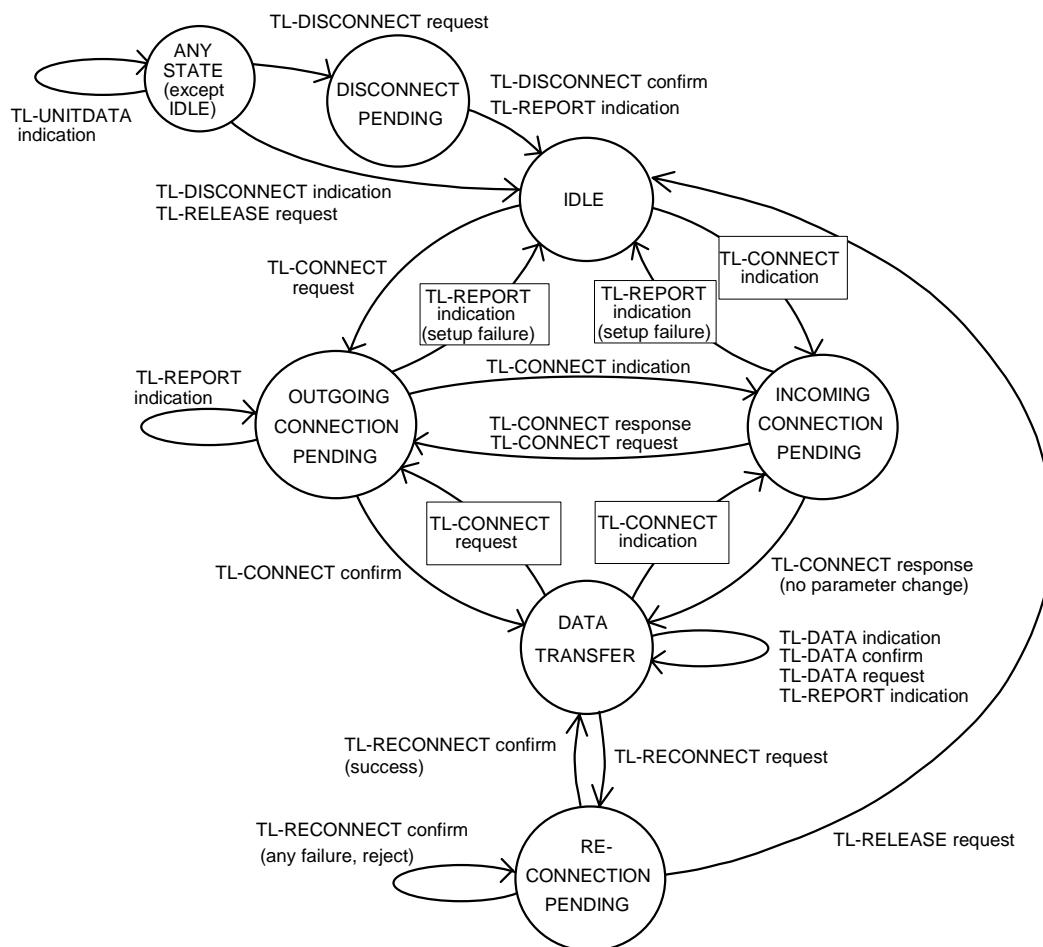 TL-DISCONNECT request
ANY
STATE
(except
IDLE)
TL-UNITDATA
indication
DISCONNECT
PENDING
TL-DISCONNECT confirm
TL-REPORT indication
TL-DISCONNECT indication
TL-RELEASE request
IDLE
TL-CONNECT
request
TL-REPORT
indication
(setup failure)
TL-REPORT
indication
(setup failure)
TL-CONNECT
indication
TL-REPORT
indication
OUTGOING
CONNECTION
PENDING
TL-CONNECT indication
TL-CONNECT response
TL-CONNECT request
INCOMING
CONNECTION
PENDING
TL-CONNECT
request
TL-CONNECT
indication
TL-CONNECT confirm
TL-CONNECT response
(no parameter change)
DATA
TRANSFER
TL-DATA indication
TL-DATA confirm
TL-DATA request
TL-REPORT indication
TL-RECONNECT confirm
(success)
TL-RECONNECT request
TL-RECONNECT confirm
(any failure, reject)
RE-
CONNECTION
PENDING
TL-RELEASE request